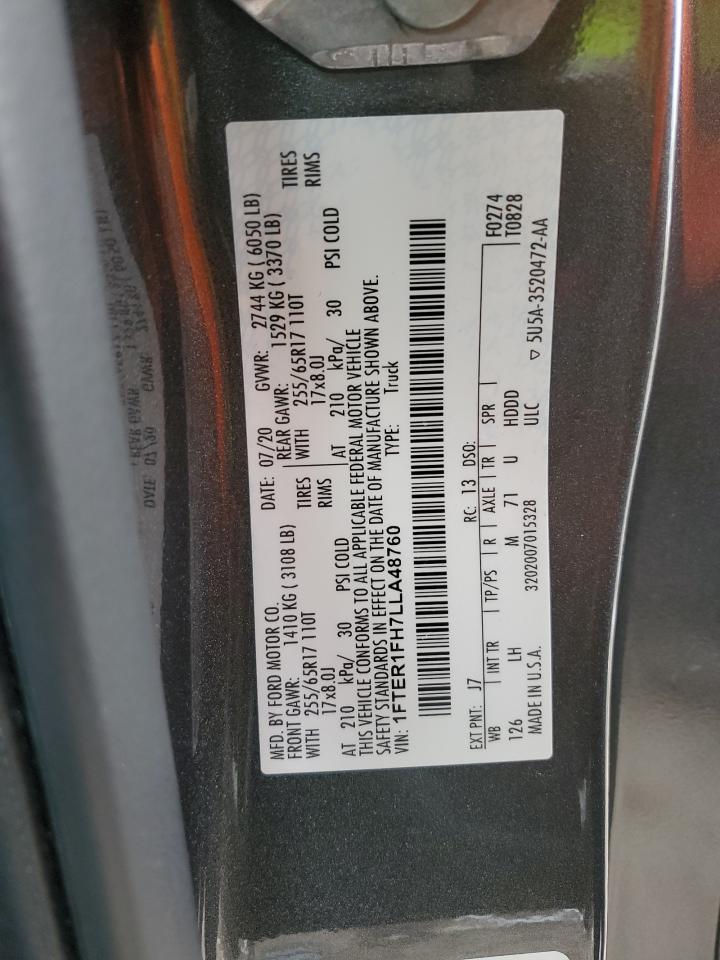 MFD. BY FORD MOTOR CO.
DATE: 07/20 GVWR: 2744 KG ( 6050 LB)
FRONT GAWR: 1410 KG ( 3108 LB) REAR GAWR: 1529 KG ( 3370 LB)
WITH 255/65R17 110T TIRES WITH 255/65R17 110T TIRES
17x8.0J RIMS 17x8.0J RIMS
AT 210 kPa/ 30 PSI COLD AT 210 kPa/ 30 PSI COLD
THIS VEHICLE CONFORMS TO ALL APPLICABLE FEDERAL MOTOR VEHICLE
SAFETY STANDARDS IN EFFECT ON THE DATE OF MANUFACTURE SHOWN ABOVE.
VIN: 1FTER1FH7LLA48760 TYPE: Truck
EXT PNT: J7 RC: 13 DSO: F0274
WB INT TR TP/PS R AXLE TR SPR T0828
126 LH M 71 U HDDD
MADE IN U.S.A. 3202007015328 ULC ▽ 5U5A-3520472-AA